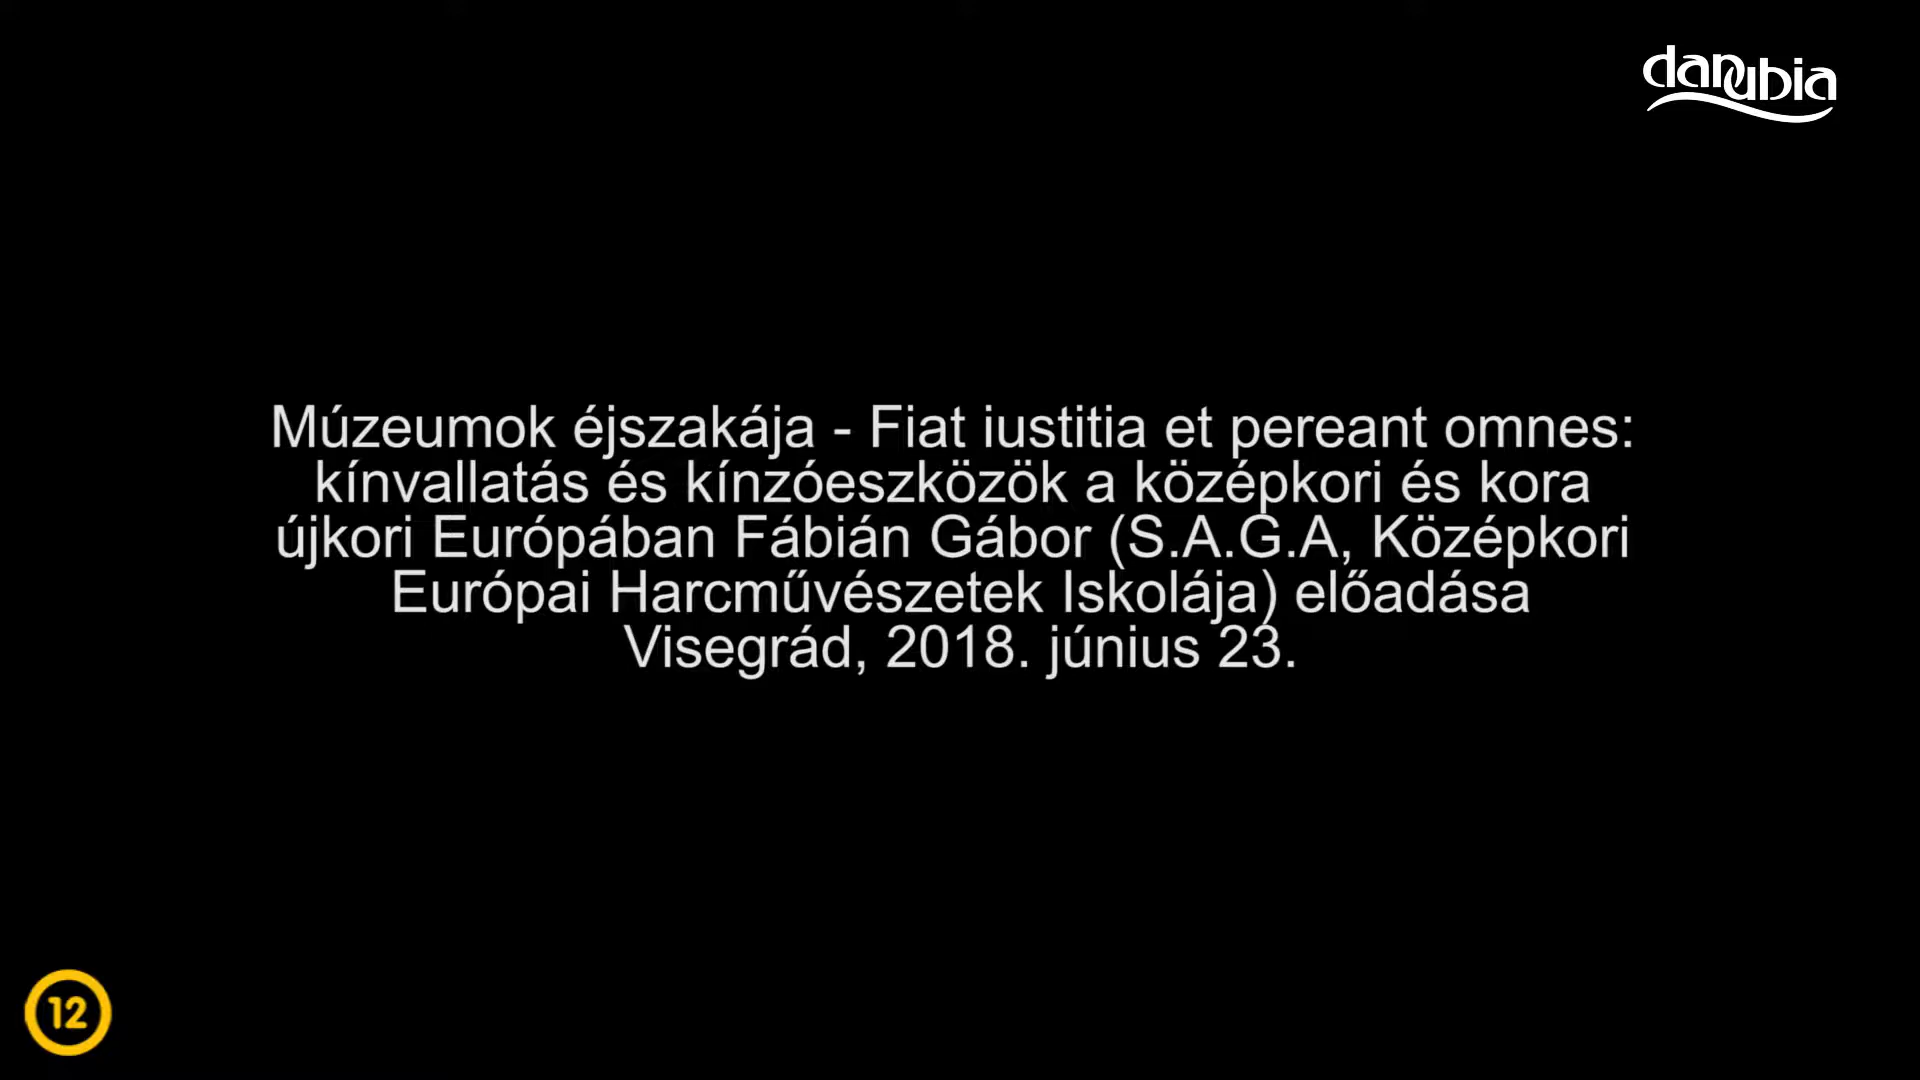 danubia
Múzeumok éjszakája - Fiat iustitia et pereant omnes:
kínvallatás és kínzóeszközök a középkori és kora
újkori Európában Fábián Gábor (S.A.G.A, Középkori
Európai Harcművészetek Iskolája) előadása
Visegrád, 2018. június 23.
12